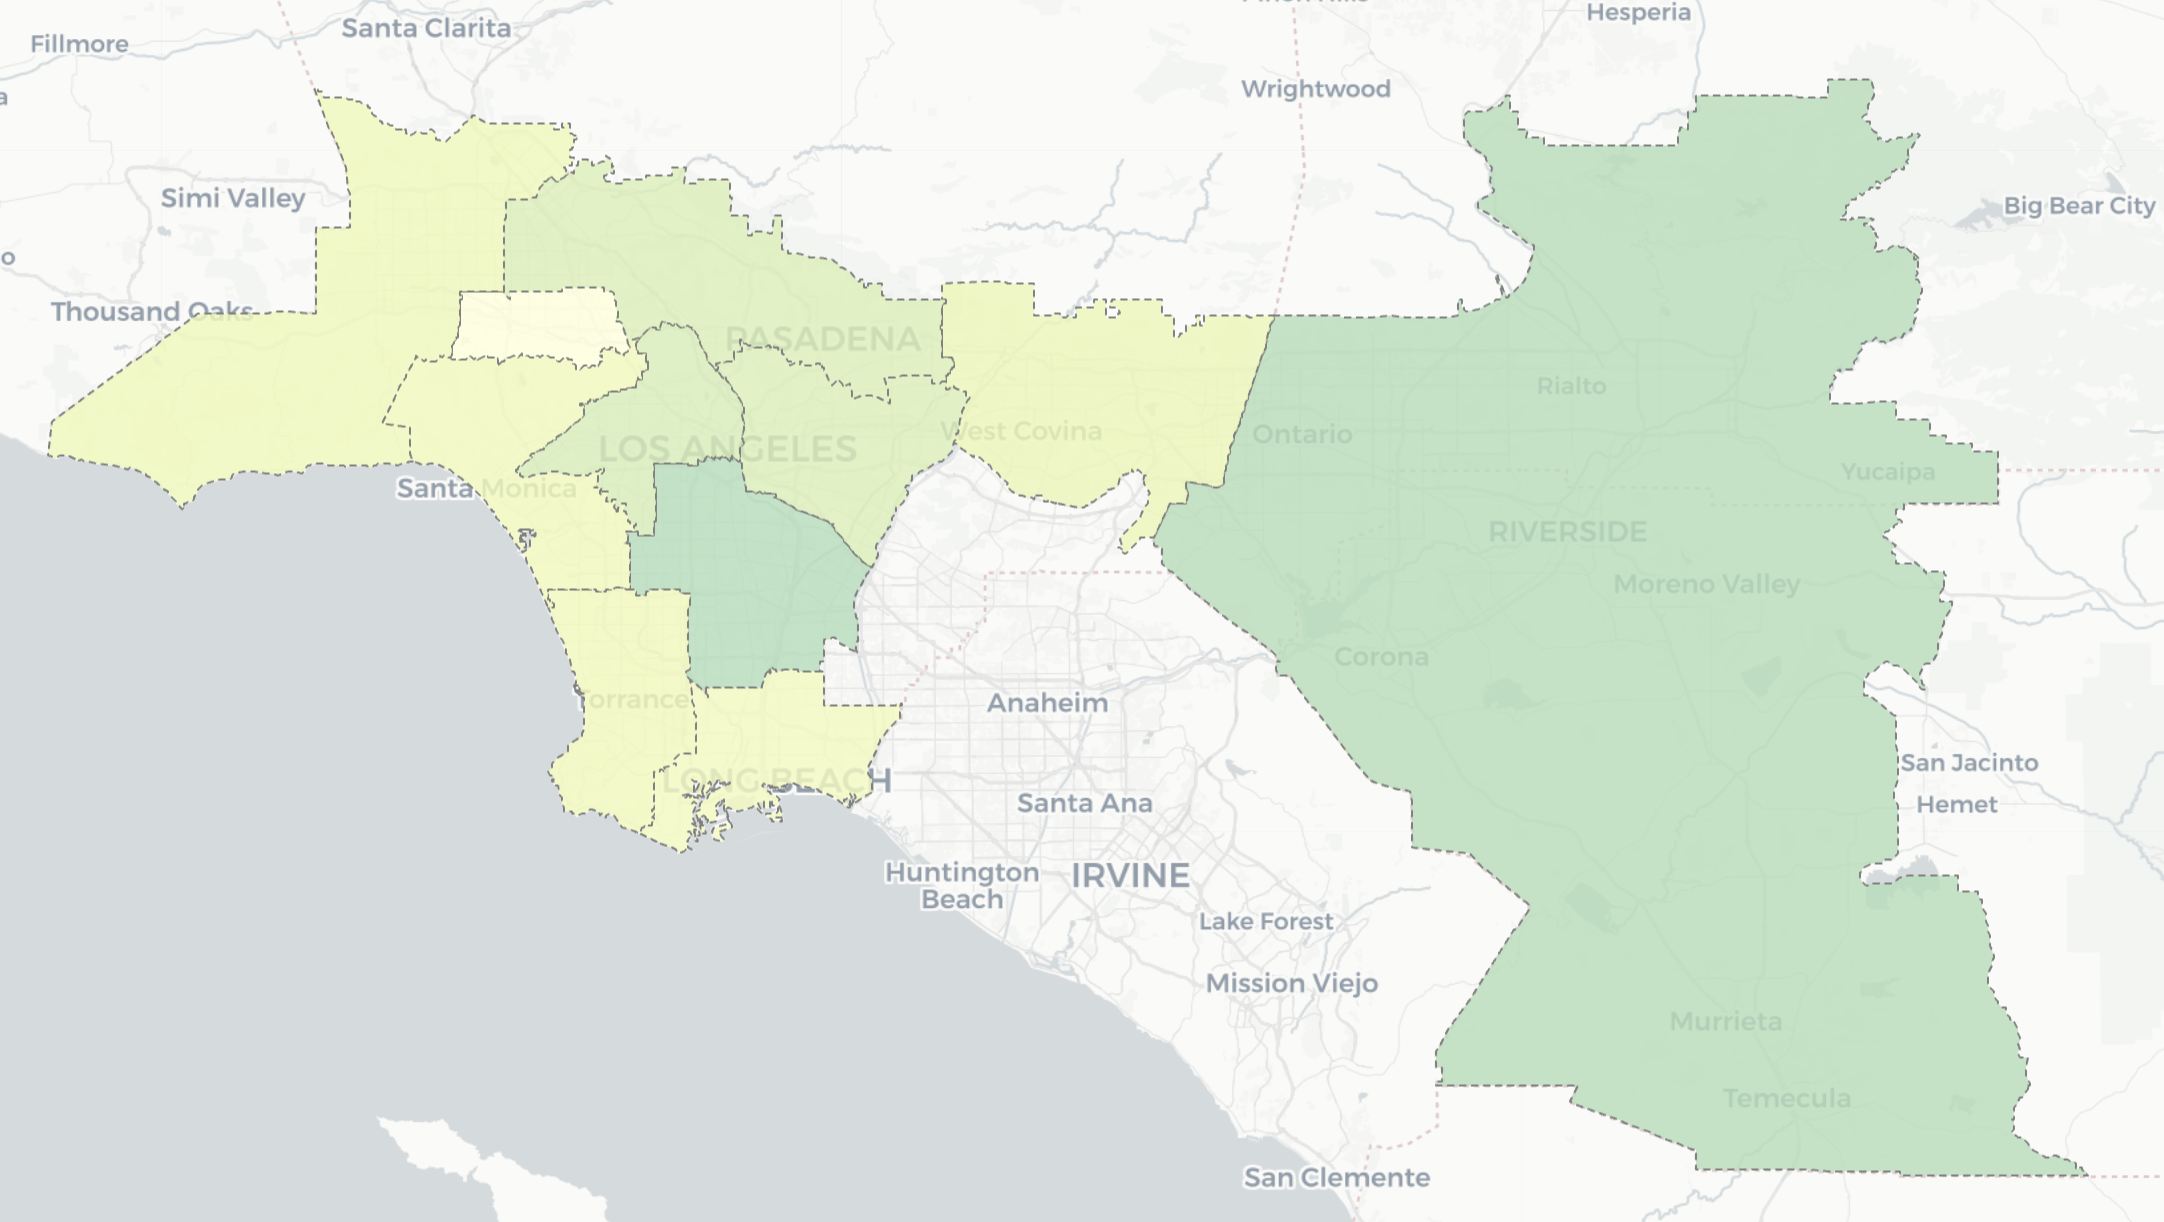 Hesperia
Santa Clarita
Fillmore
Wrightwood
Simi Valley
Big Bear City
Thousand Oaks
PASADENA
Rialto
West Covina
Ontario
LOS ANGELES
Yucaipa
Santa Monica
RIVERSIDE
Moreno Valley
Corona
Torrance
Anaheim
San Jacinto
LONG BEACH
Santa Ana
Hemet
Huntington
Beach
IRVINE
Lake Forest
Mission Viejo
Murrieta
Temecula
San Clemente